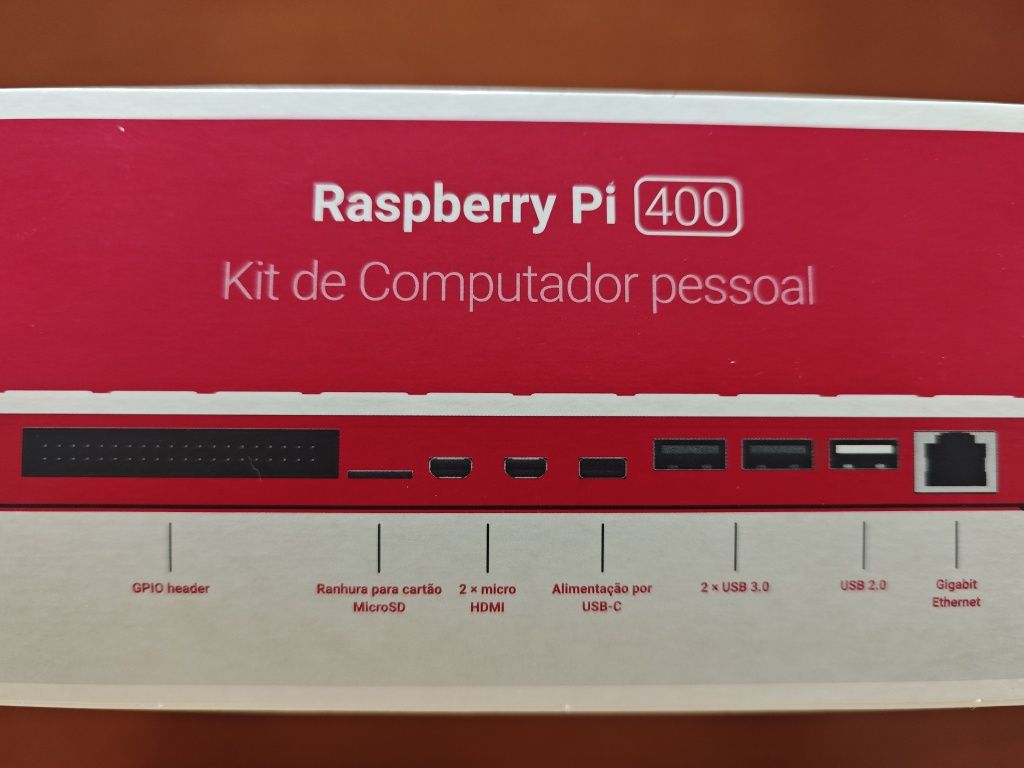 Raspberry Pi 400
Kit de Computador pessoal
GPIO header
Ranhura para cartão
MicroSD
2 × micro
HDMI
Alimentação por
USB-C
2 × USB 3.0
USB 2.0
Gigabit
Ethernet